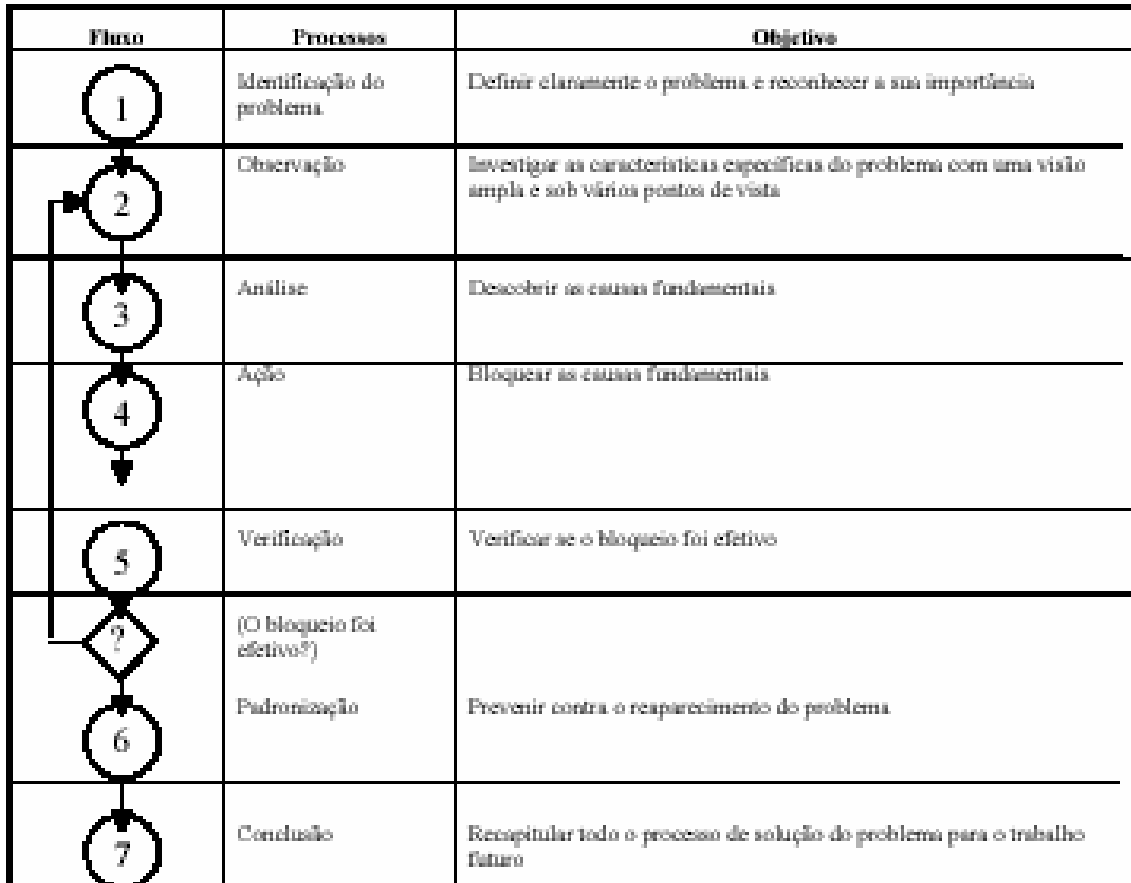 Fluxo Processos Objetivo
1
Identificação do
problema
Definir claramente o problema e reconhecer a sua importância
2
Observação
Investigar as características específicas do problema com uma visão
ampla e sob vários pontos de vista
3
Análise
Descobrir as causas fundamentais
4
Ação
Bloquear as causas fundamentais
5
Verificação
Verificar se o bloqueio foi efetivo
?
(O bloqueio foi
efetivo?)
6
Padronização
Prevenir contra o reaparecimento do problema
7
Conclusão
Recapitular todo o processo de solução do problema para o trabalho
futuro